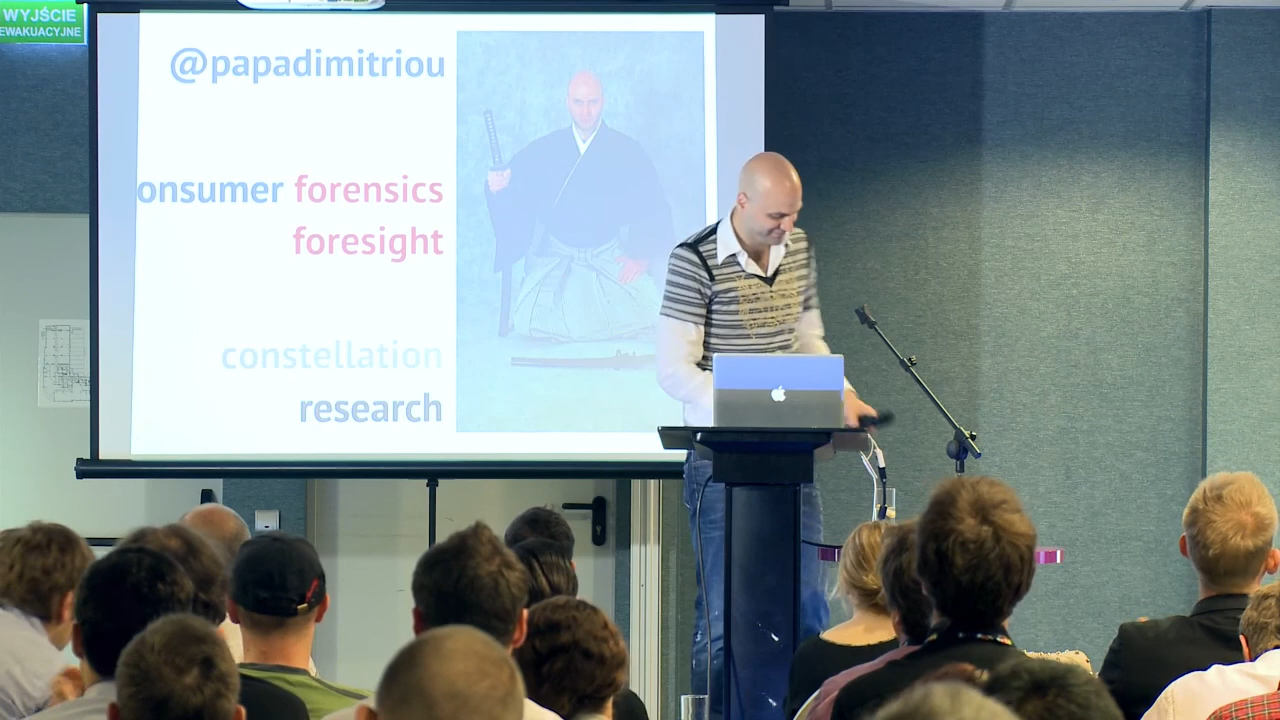 WYJŚCIE
EWAKUACYJNE
@papadimitriou
onsumer forensics
foresight
constellation
research